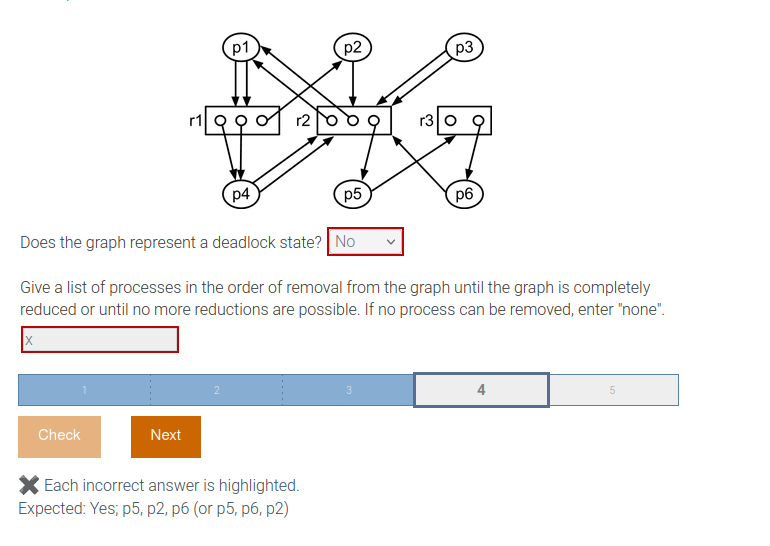 p1 p2 p3
r1 r2 r3
p4 p5 p6
Does the graph represent a deadlock state? No
Give a list of processes in the order of removal from the graph until the graph is completely
reduced or until no more reductions are possible. If no process can be removed, enter "none".
x
1 2 3 4 5
Check Next
Each incorrect answer is highlighted.
Expected: Yes; p5, p2, p6 (or p5, p6, p2)